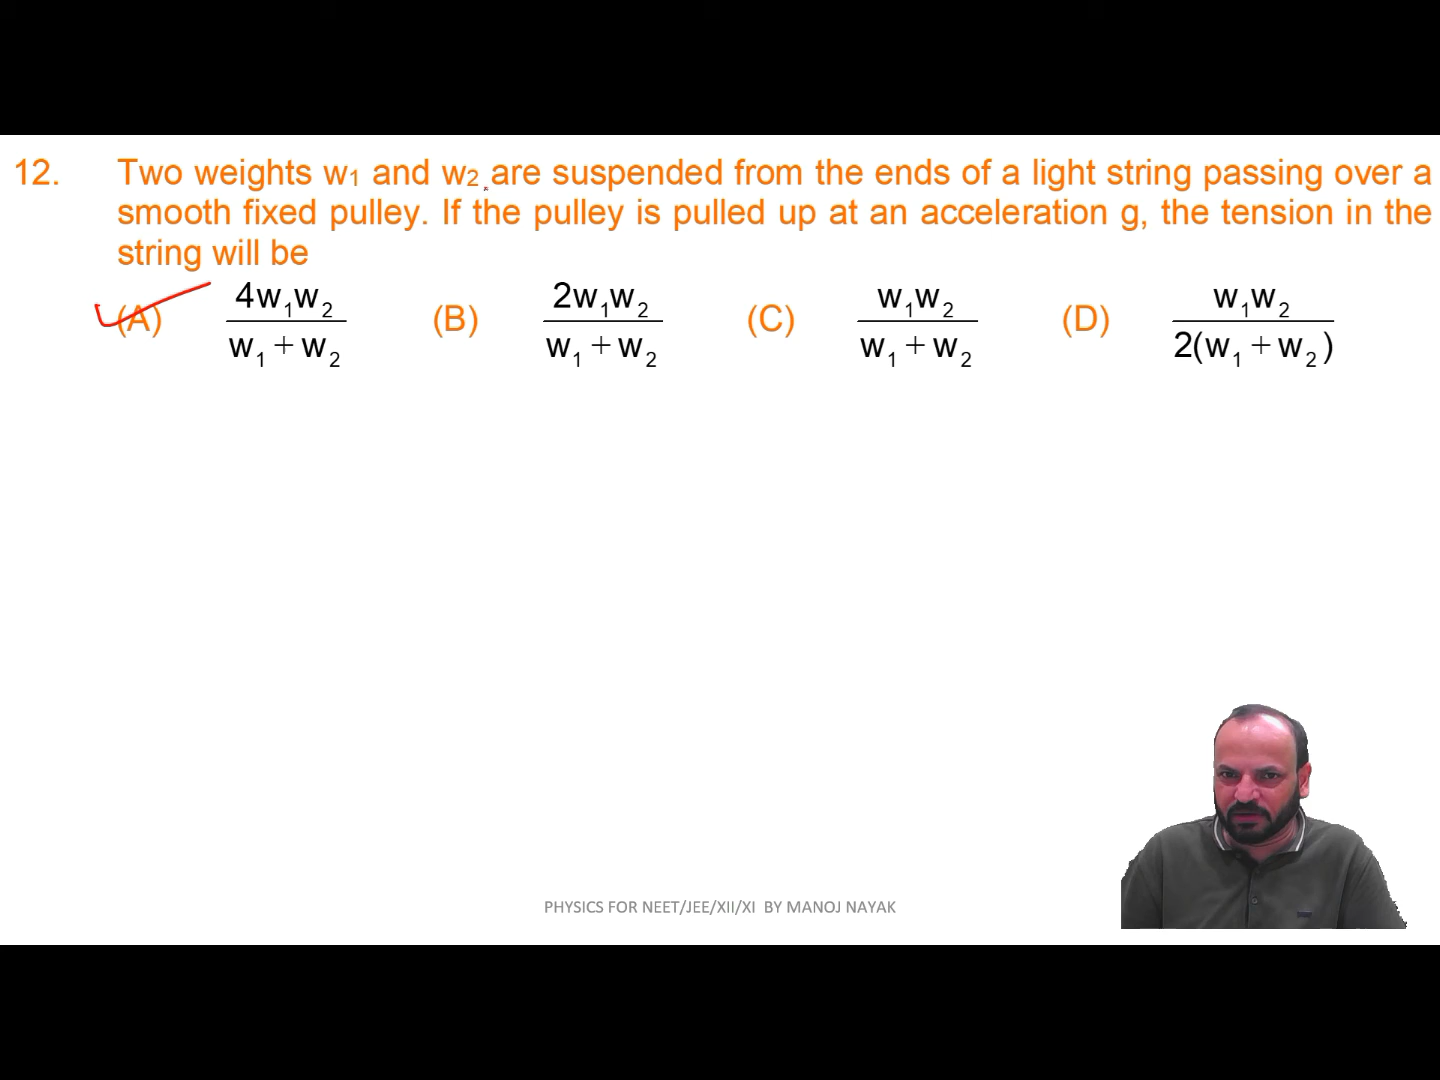 12. Two weights w₁ and w₂ are suspended from the ends of a light string passing over a
smooth fixed pulley. If the pulley is pulled up at an acceleration g, the tension in the
string will be
(A) 4w₁w₂ / (w₁ + w₂) (B) 2w₁w₂ / (w₁ + w₂) (C) w₁w₂ / (w₁ + w₂) (D) w₁w₂ / 2(w₁ + w₂)
PHYSICS FOR NEET/JEE/XII/XI BY MANOJ NAYAK